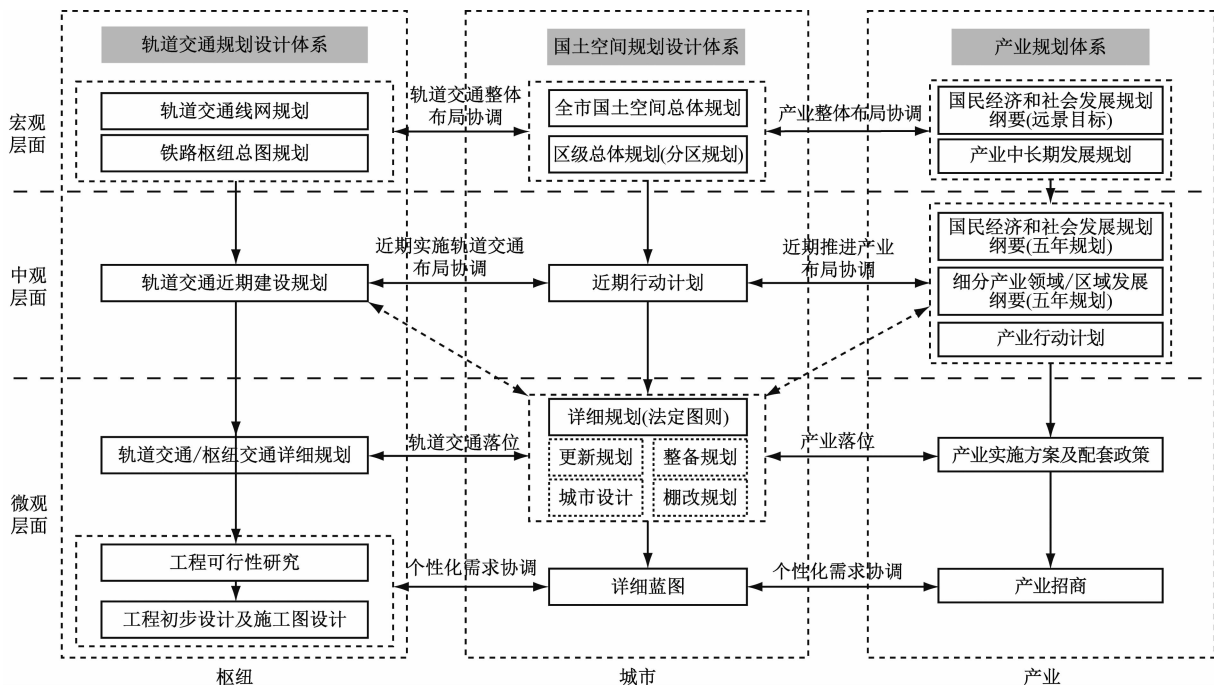 轨道交通规划设计体系
国土空间规划设计体系
产业规划体系
宏观
层面
轨道交通线网规划
铁路枢纽总图规划
轨道交通整体
布局协调
全市国土空间总体规划
区级总体规划(分区规划)
产业整体布局协调
国民经济和社会发展规划
纲要(远景目标)
产业中长期发展规划
中观
层面
轨道交通近期建设规划
近期实施轨道交通
布局协调
近期行动计划
近期推进产业
布局协调
国民经济和社会发展规划
纲要(五年规划)
细分产业领域/区域发展
纲要(五年规划)
产业行动计划
微观
层面
轨道交通/枢纽交通详细规划
轨道交通落位
详细规划(法定图则)
更新规划
整备规划
城市设计
棚改规划
产业落位
产业实施方案及配套政策
工程可行性研究
工程初步设计及施工图设计
个性化需求协调
详细蓝图
个性化需求协调
产业招商
枢纽
城市
产业